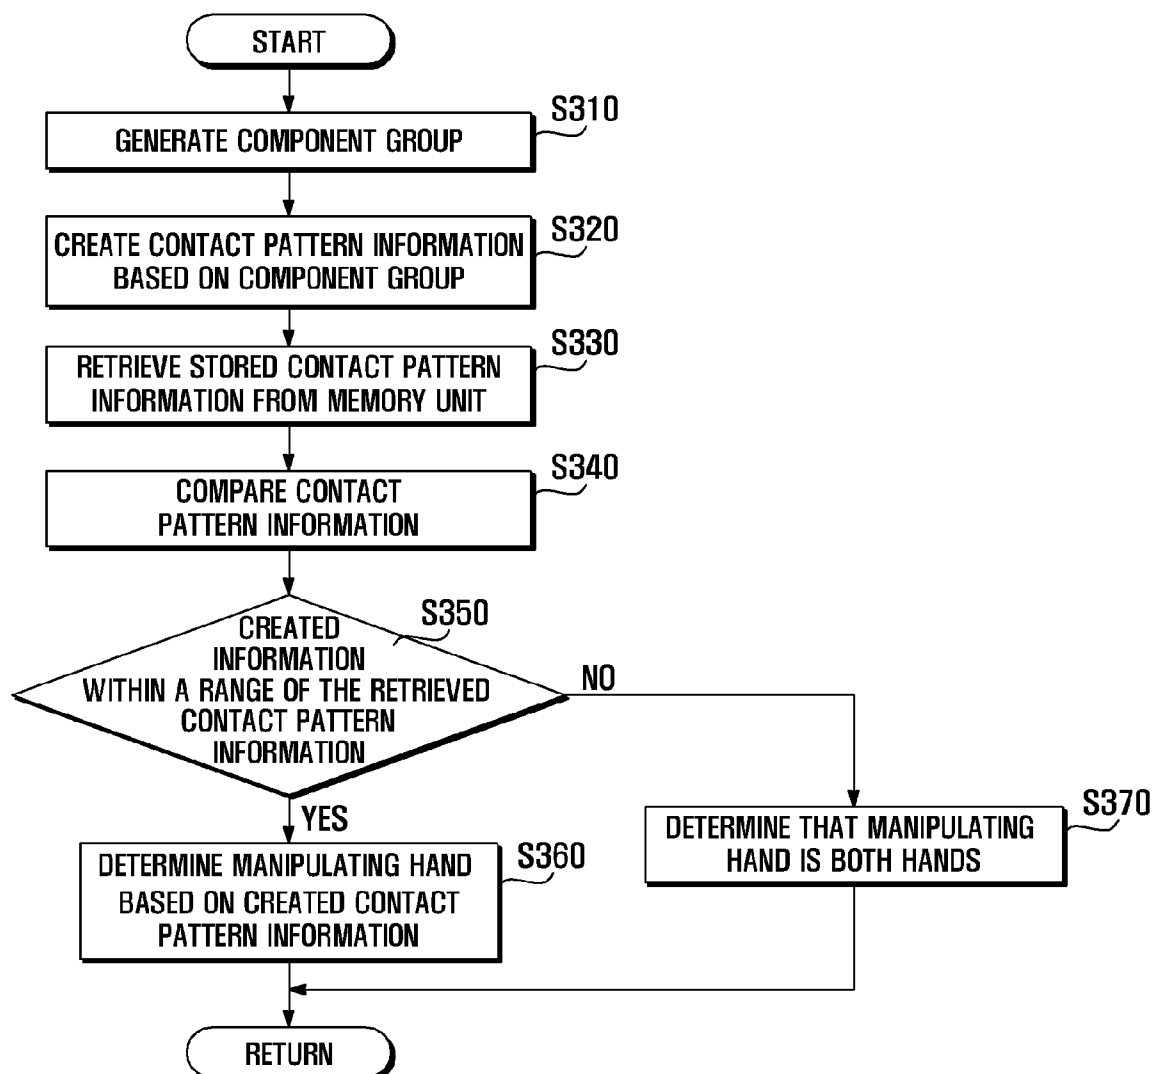 START
S310
GENERATE COMPONENT GROUP
S320
CREATE CONTACT PATTERN INFORMATION
BASED ON COMPONENT GROUP
S330
RETRIEVE STORED CONTACT PATTERN
INFORMATION FROM MEMORY UNIT
S340
COMPARE CONTACT
PATTERN INFORMATION
S350
CREATED
INFORMATION
WITHIN A RANGE OF THE RETRIEVED
CONTACT PATTERN
INFORMATION
NO
YES
S360
DETERMINE MANIPULATING HAND
BASED ON CREATED CONTACT
PATTERN INFORMATION
S370
DETERMINE THAT MANIPULATING
HAND IS BOTH HANDS
RETURN